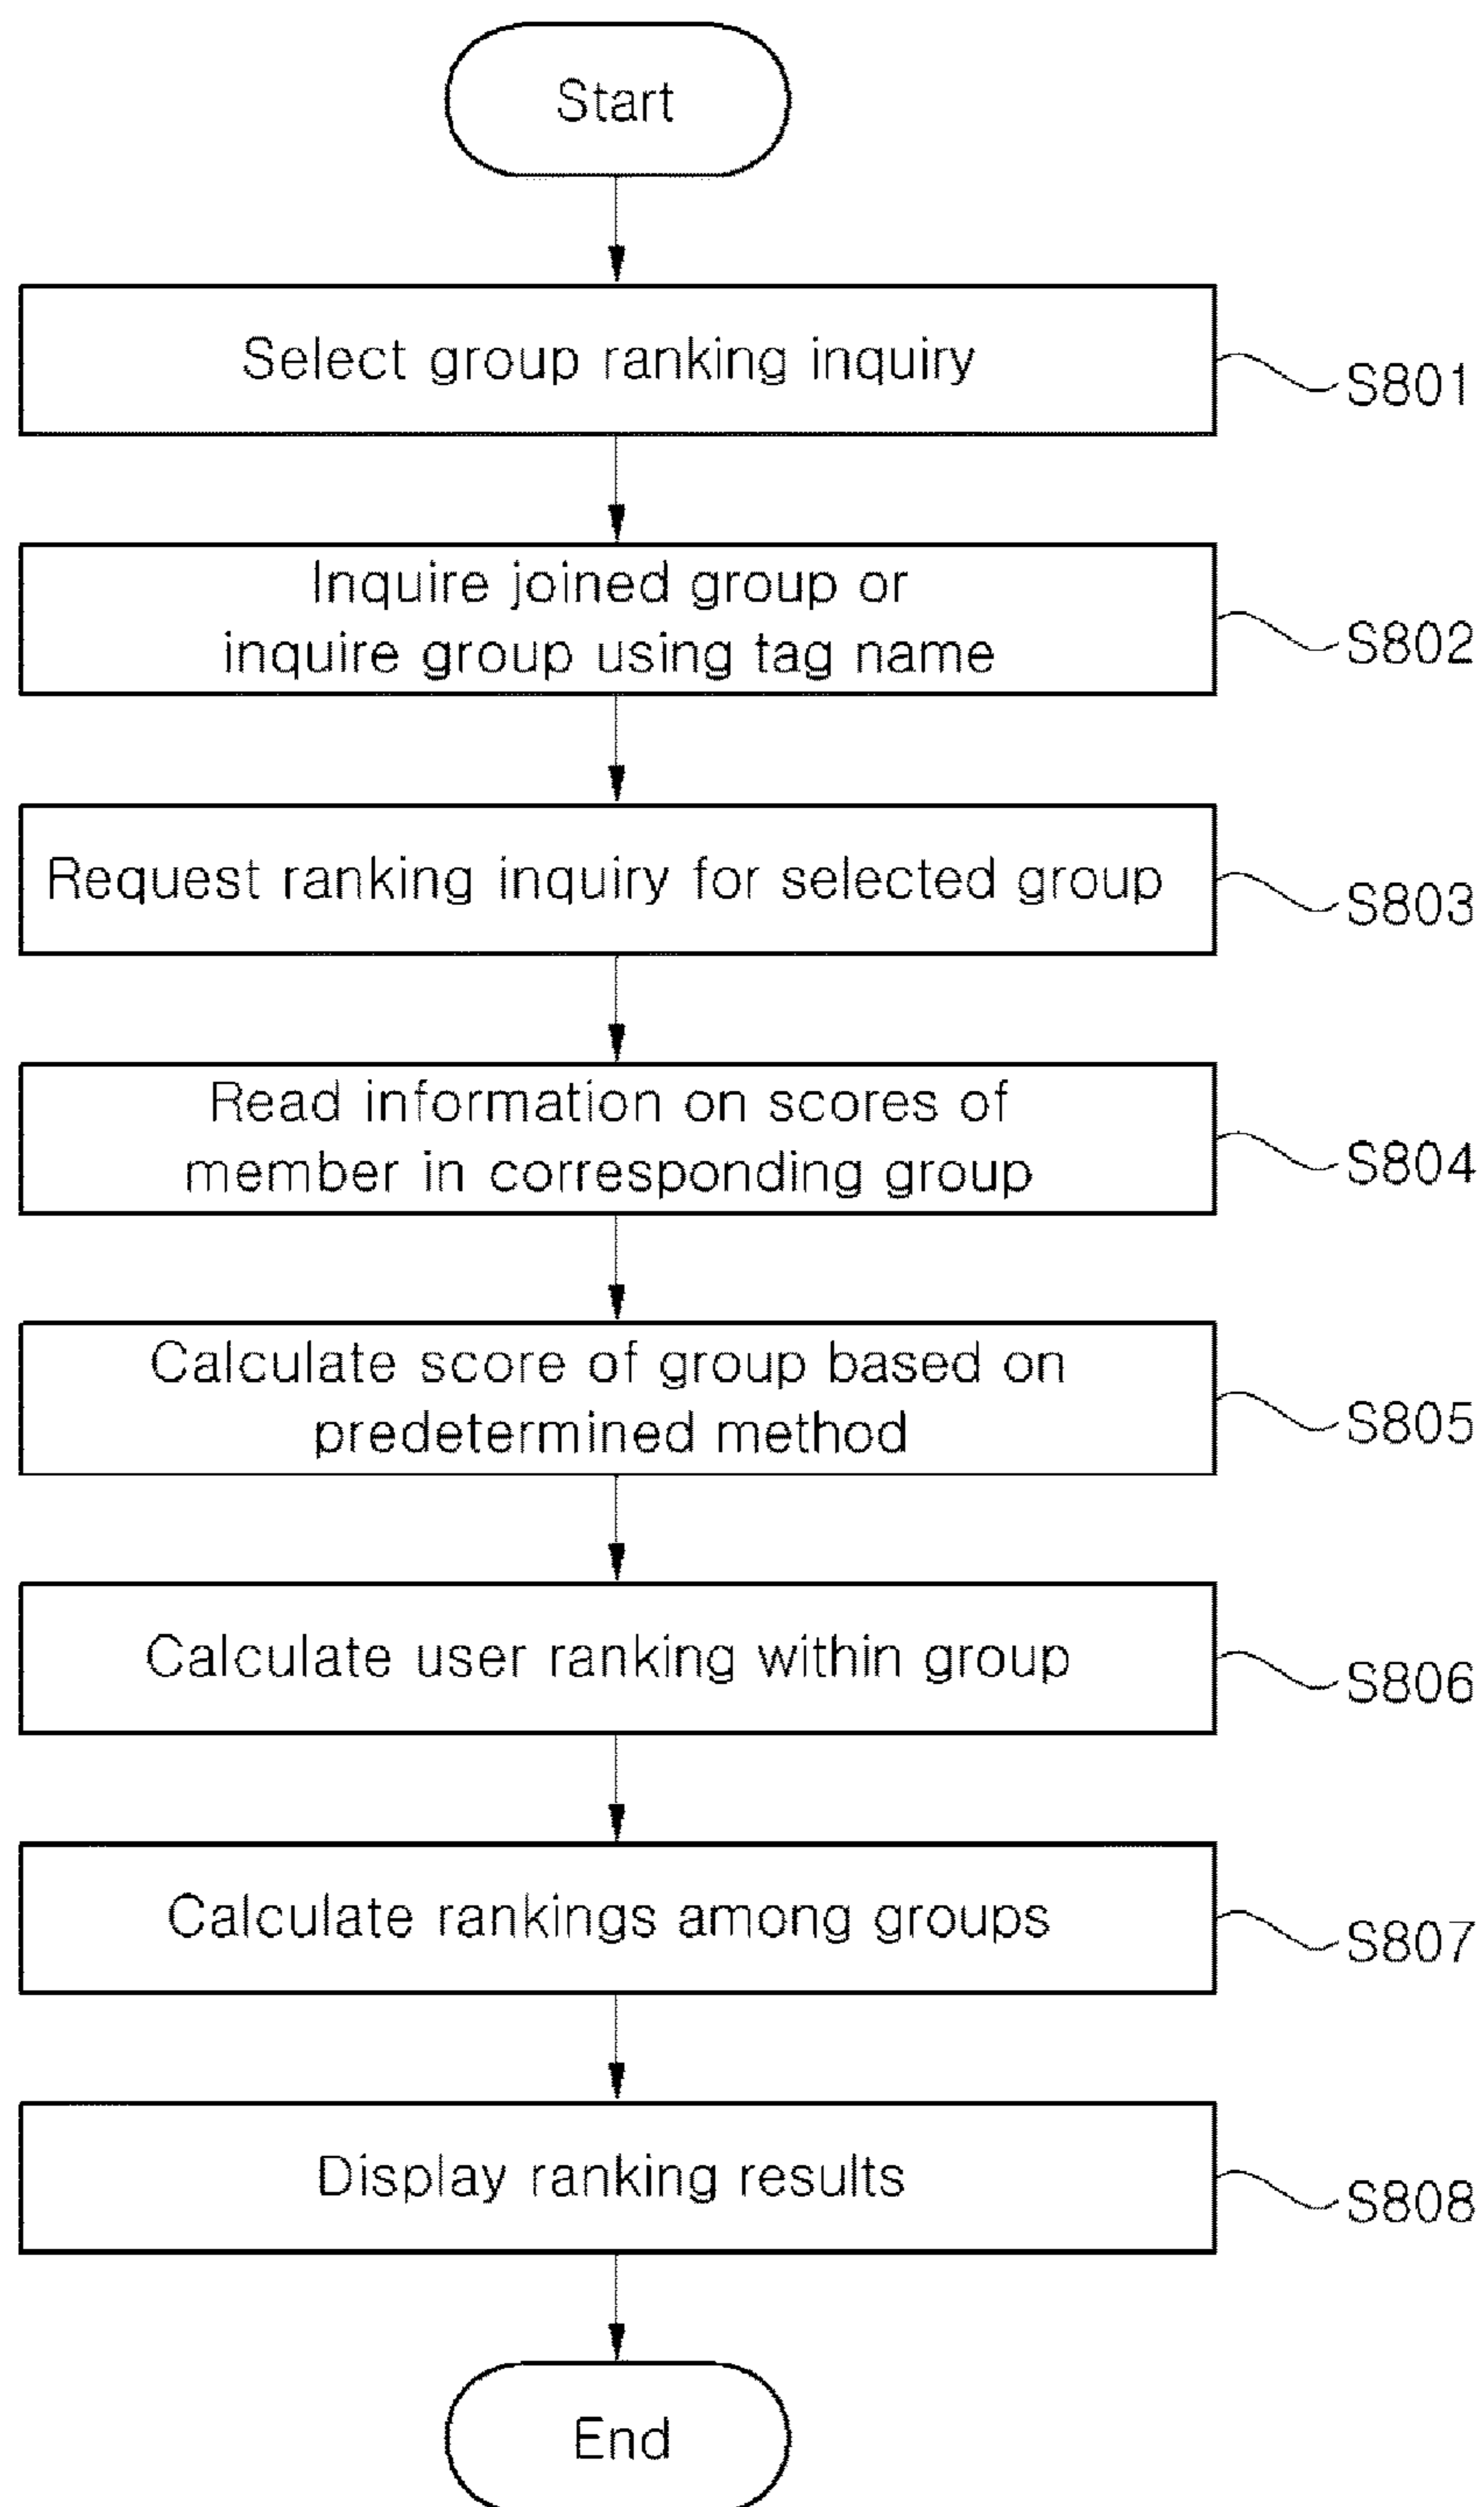 Start
Select group ranking inquiry
S801
Inquire joined group or
inquire group using tag name
S802
Request ranking inquiry for selected group
S803
Read information on scores of
member in corresponding group
S804
Calculate score of group based on
predetermined method
S805
Calculate user ranking within group
S806
Calculate rankings among groups
S807
Display ranking results
S808
End